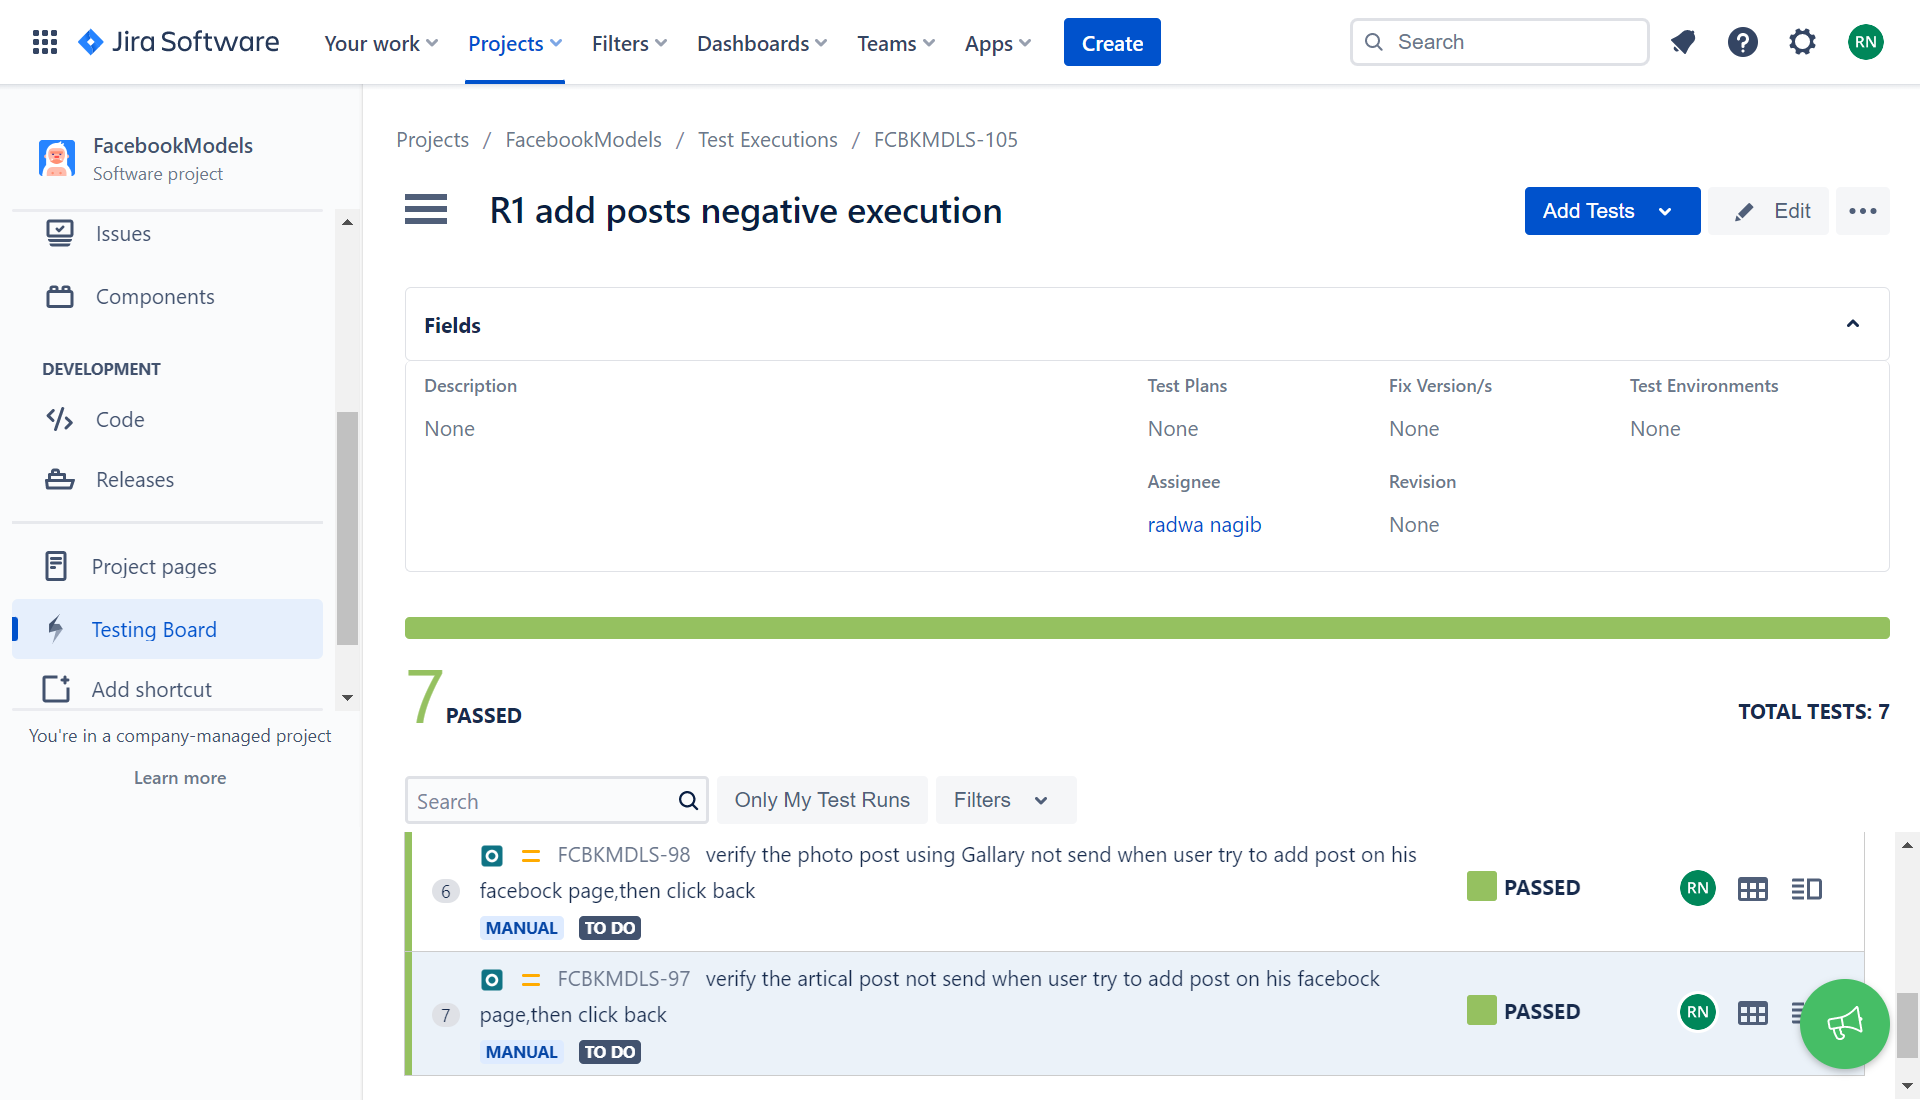 Jira Software
Your work
Projects
Filters
Dashboards
Teams
Apps
Create
Search
RN
FacebookModels
Software project
Issues
Components
DEVELOPMENT
Code
Releases
Project pages
Testing Board
Add shortcut
You're in a company-managed project
Learn more
Projects / FacebookModels / Test Executions / FCBKMDLS-105
R1 add posts negative execution
Add Tests
Edit
Fields
Description
None
Test Plans
None
Fix Version/s
None
Test Environments
None
Assignee
radwa nagib
Revision
None
7 PASSED
TOTAL TESTS: 7
Search
Only My Test Runs
Filters
6
FCBKMDLS-98 verify the photo post using Gallary not send when user try to add post on his
facebock page,then click back
MANUAL TO DO
PASSED
RN
7
FCBKMDLS-97 verify the artical post not send when user try to add post on his facebock
page,then click back
MANUAL TO DO
PASSED
RN